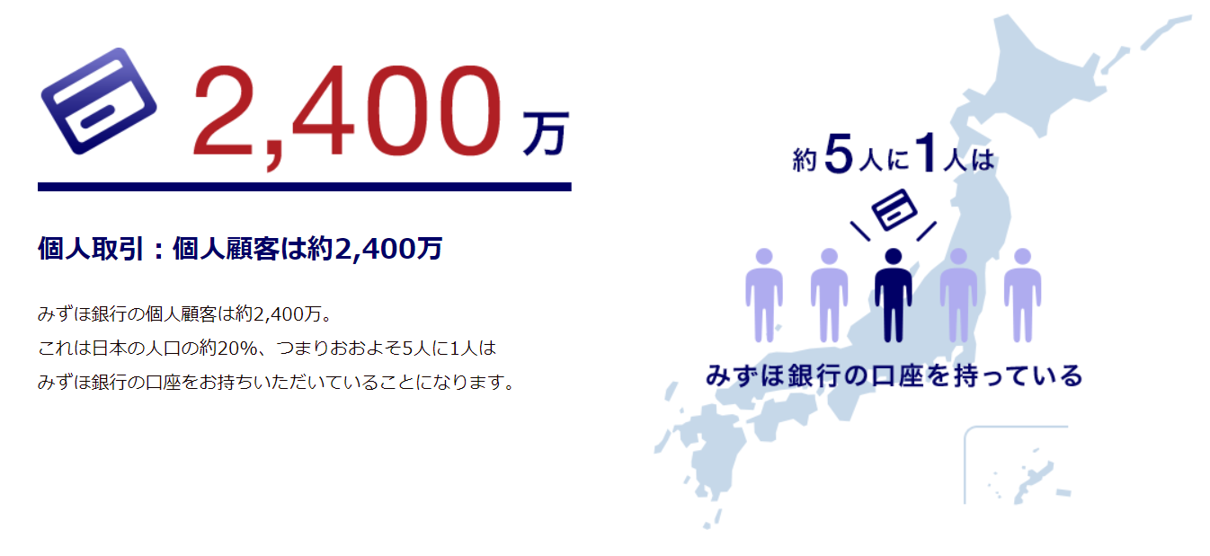 2,400 万
個人取引：個人顧客は約2,400万
みずほ銀行の個人顧客は約2,400万。
これは日本の人口の約20%、つまりおおよそ5人に1人は
みずほ銀行の口座をお持ちいただいていることになります。
約5人に1人は
みずほ銀行の口座を持っている